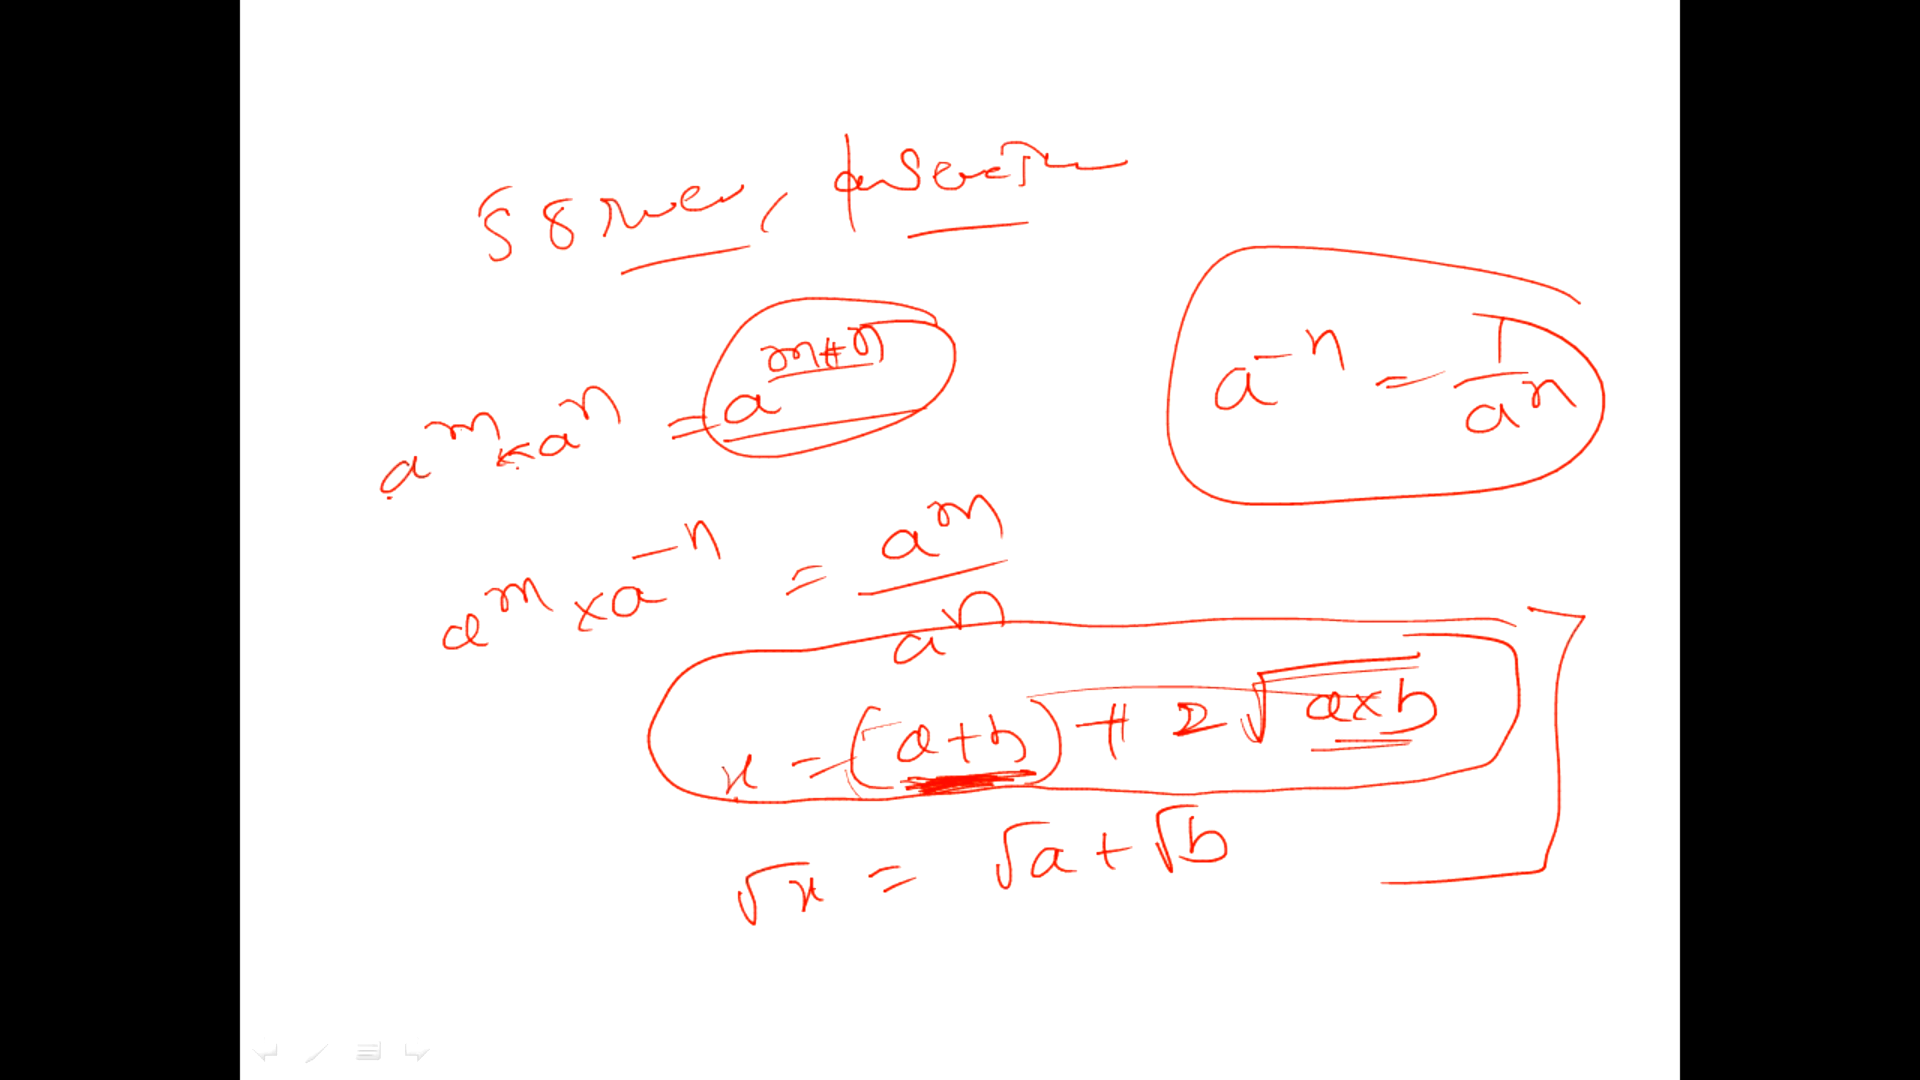 a^m × a^n = a^{m+n}
a^{-n} = 1/a^n
a^m × a^{-n} = a^m/a^n
x = (a+b) + 2√(a×b)
√x = √a + √b